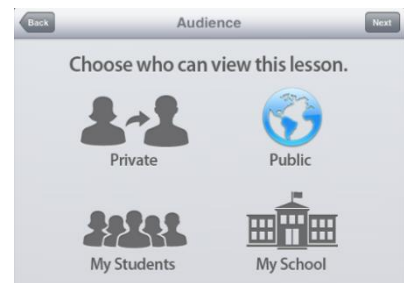 Back Audience Next
Choose who can view this lesson.
Private Public
My Students My School